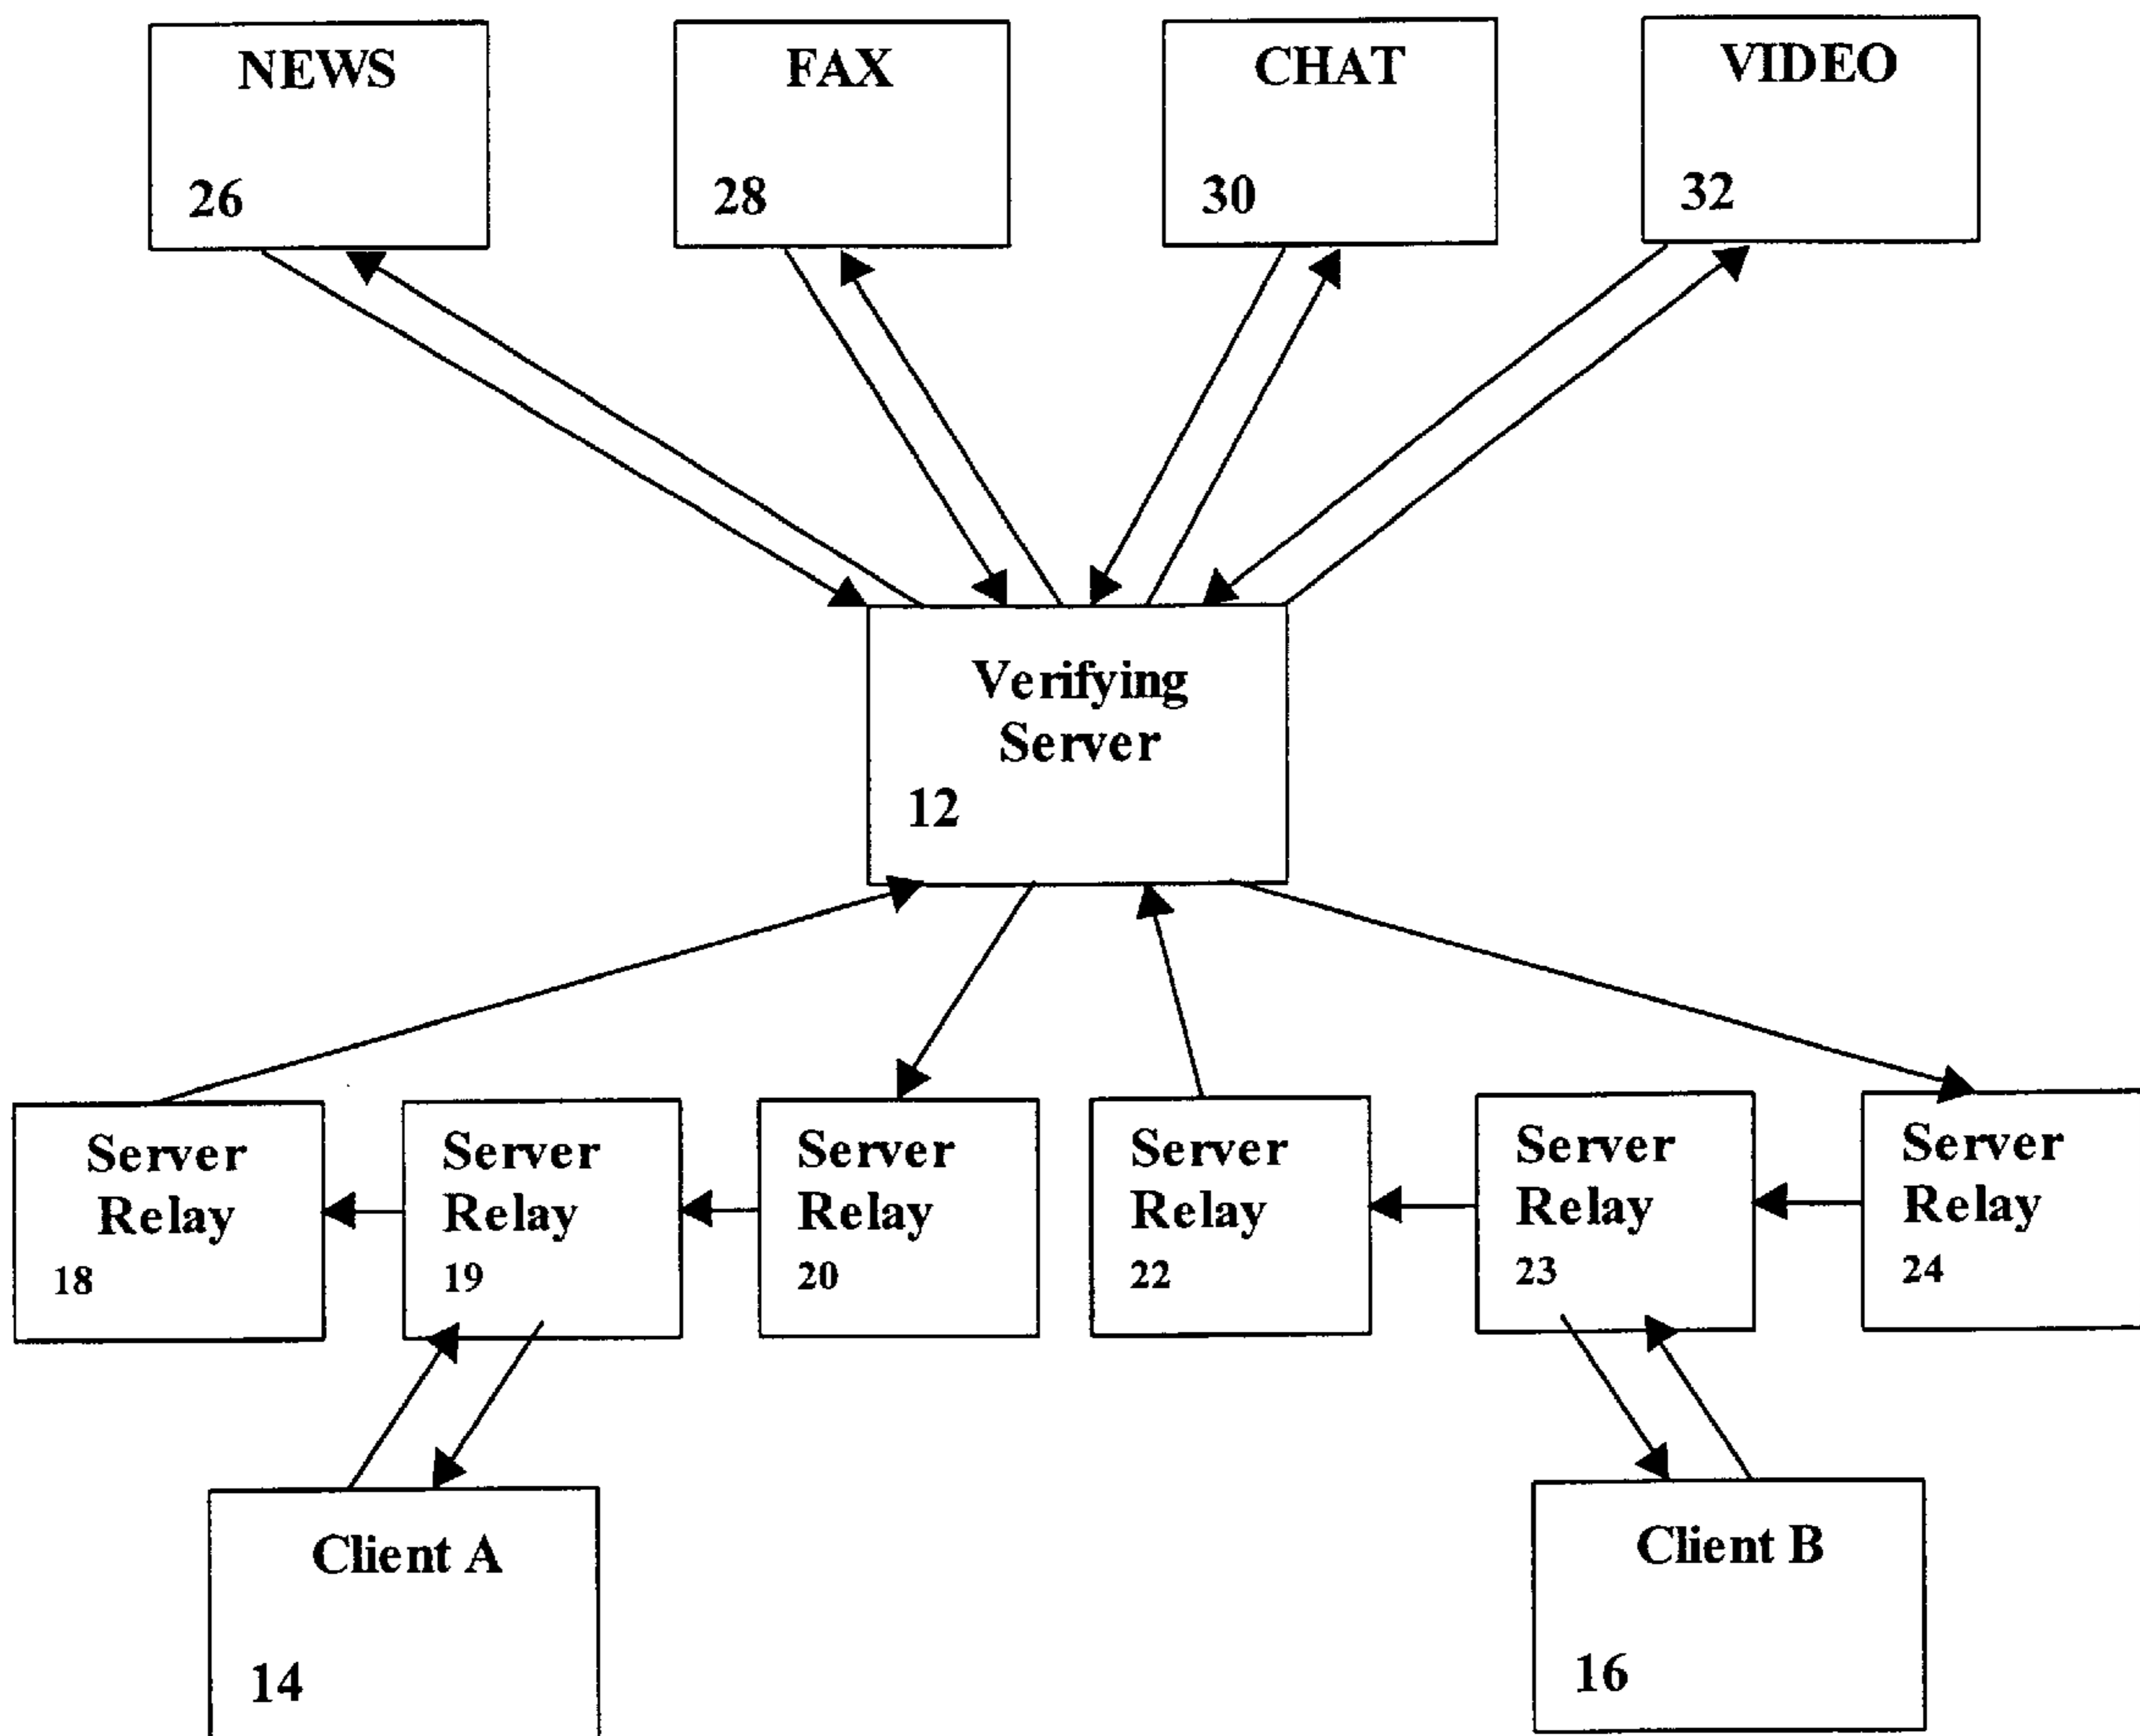 NEWS
26
FAX
28
CHAT
30
VIDEO
32
Verifying
Server
12
Server
Relay
18
Server
Relay
19
Server
Relay
20
Server
Relay
22
Server
Relay
23
Server
Relay
24
Client A
14
Client B
16